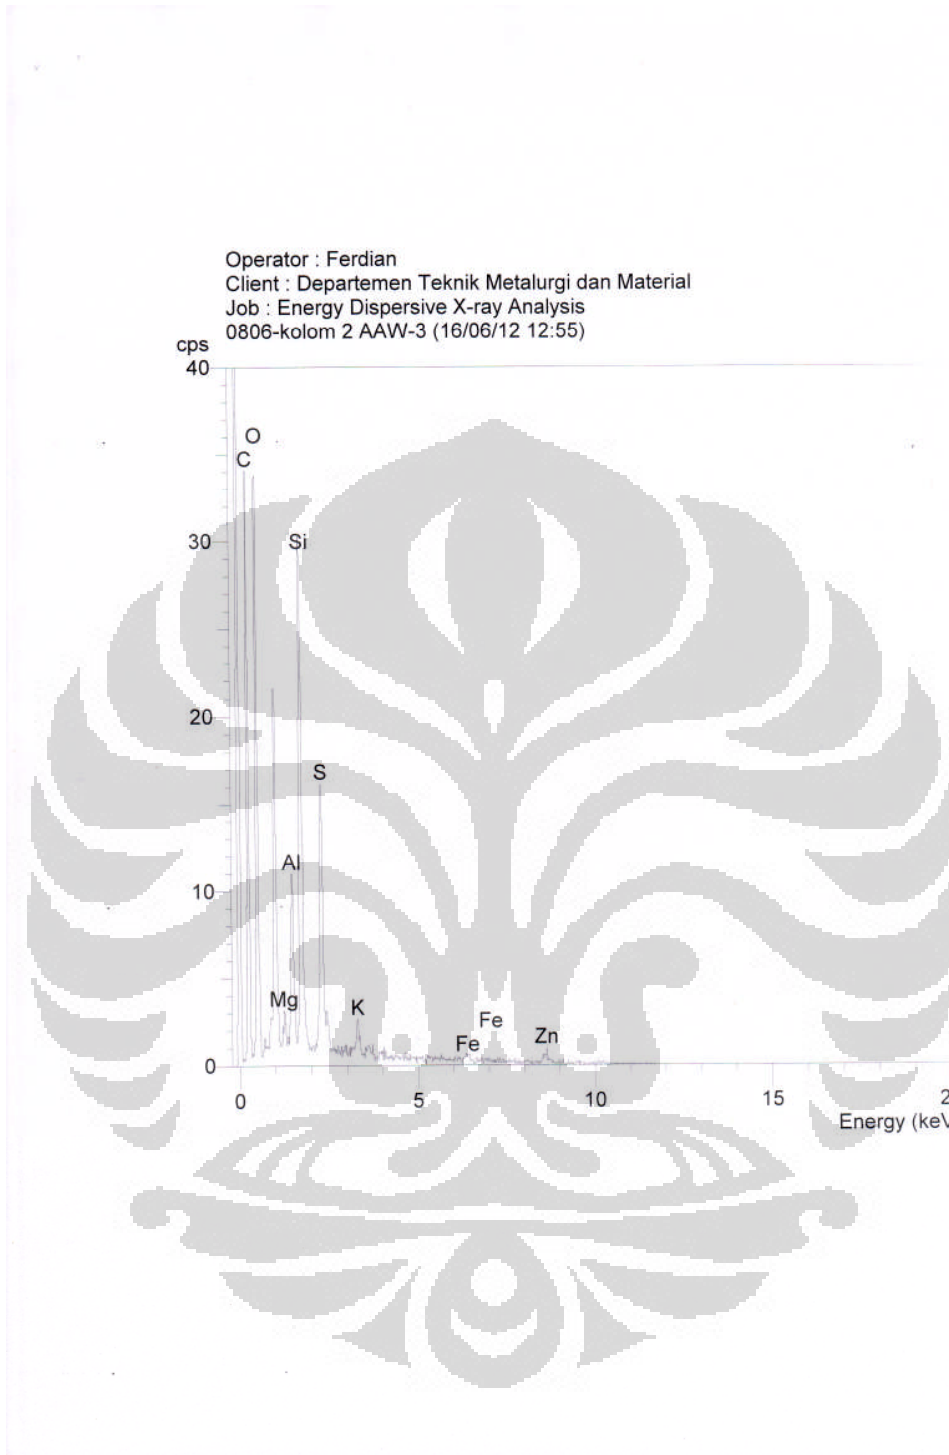 Operator : Ferdian
Client : Departemen Teknik Metalurgi dan Material
Job : Energy Dispersive X-ray Analysis
0806-kolom 2 AAW-3 (16/06/12 12:55)
cps
40
O
C
30
Si
20
S
Al
10
Mg
K
Fe
Fe
Zn
0
0 5 10 15 2
Energy (keV